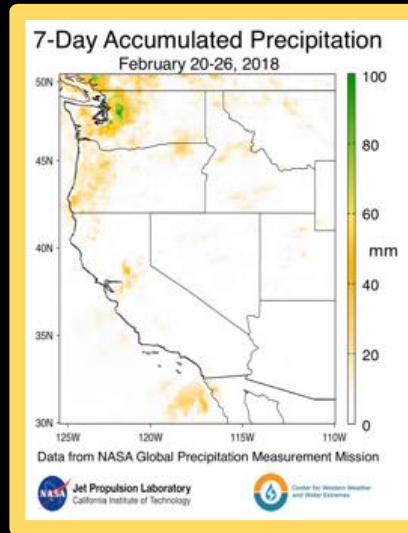 7-Day Accumulated Precipitation
February 20-26, 2018
50N
45N
40N
35N
30N
125W 120W 115W 110W
100
80
60
mm
40
20
0
Data from NASA Global Precipitation Measurement Mission
NASA
Jet Propulsion Laboratory
California Institute of Technology
Center for Western Weather
and Water Extremes